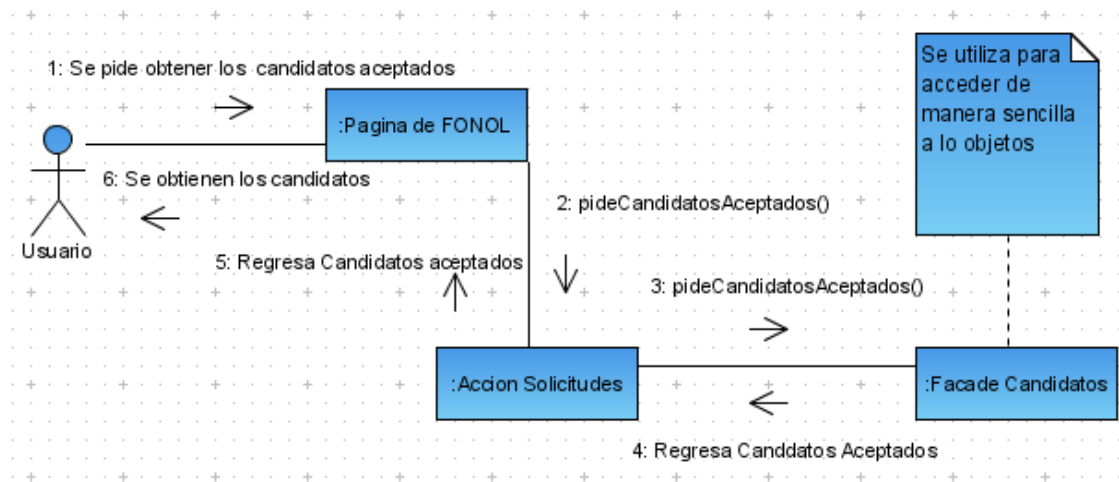 1: Se pide obtener los candidatos aceptados
:Pagina de FONOL
Se utiliza para
acceder de
manera sencilla
a lo objetos
6: Se obtienen los candidatos
Usuario
2: pideCandidatosAceptados()
5: Regresa Candidatos aceptados
3: pideCandidatosAceptados()
:Accion Solicitudes
:Facade Candidatos
4: Regresa Canddatos Aceptados